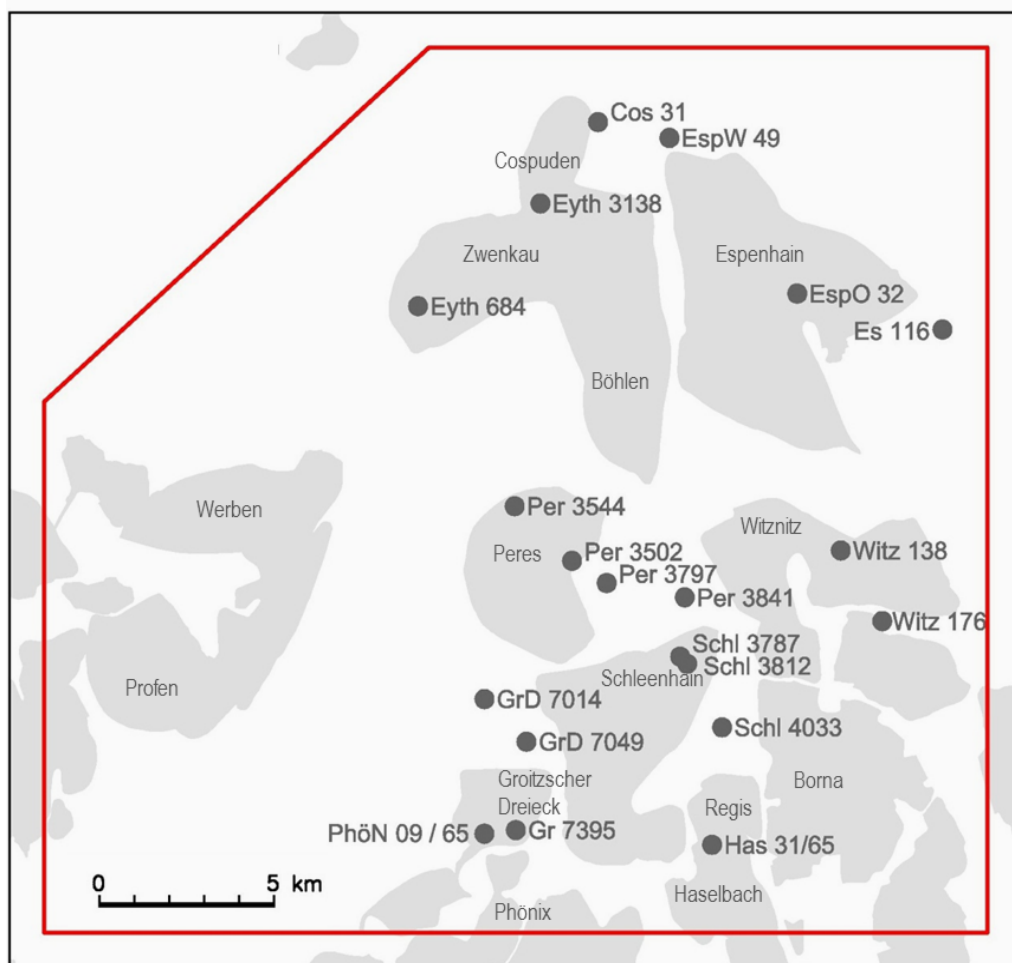 Cos 31
EspW 49
Cospuden
Eyth 3138
Zwenkau
Espenhain
EspO 32
Eyth 684
Es 116
Böhlen
Werben
Per 3544
Witznitz
Peres
Per 3502
Witz 138
Per 3797
Per 3841
Witz 176
Schl 3787
Schl 3812
Schleenhain
Profen
GrD 7014
Schl 4033
GrD 7049
Groitzscher
Dreieck
Borna
Regis
PhöN 09 / 65
Gr 7395
Has 31/65
0 5 km
Haselbach
Phönix